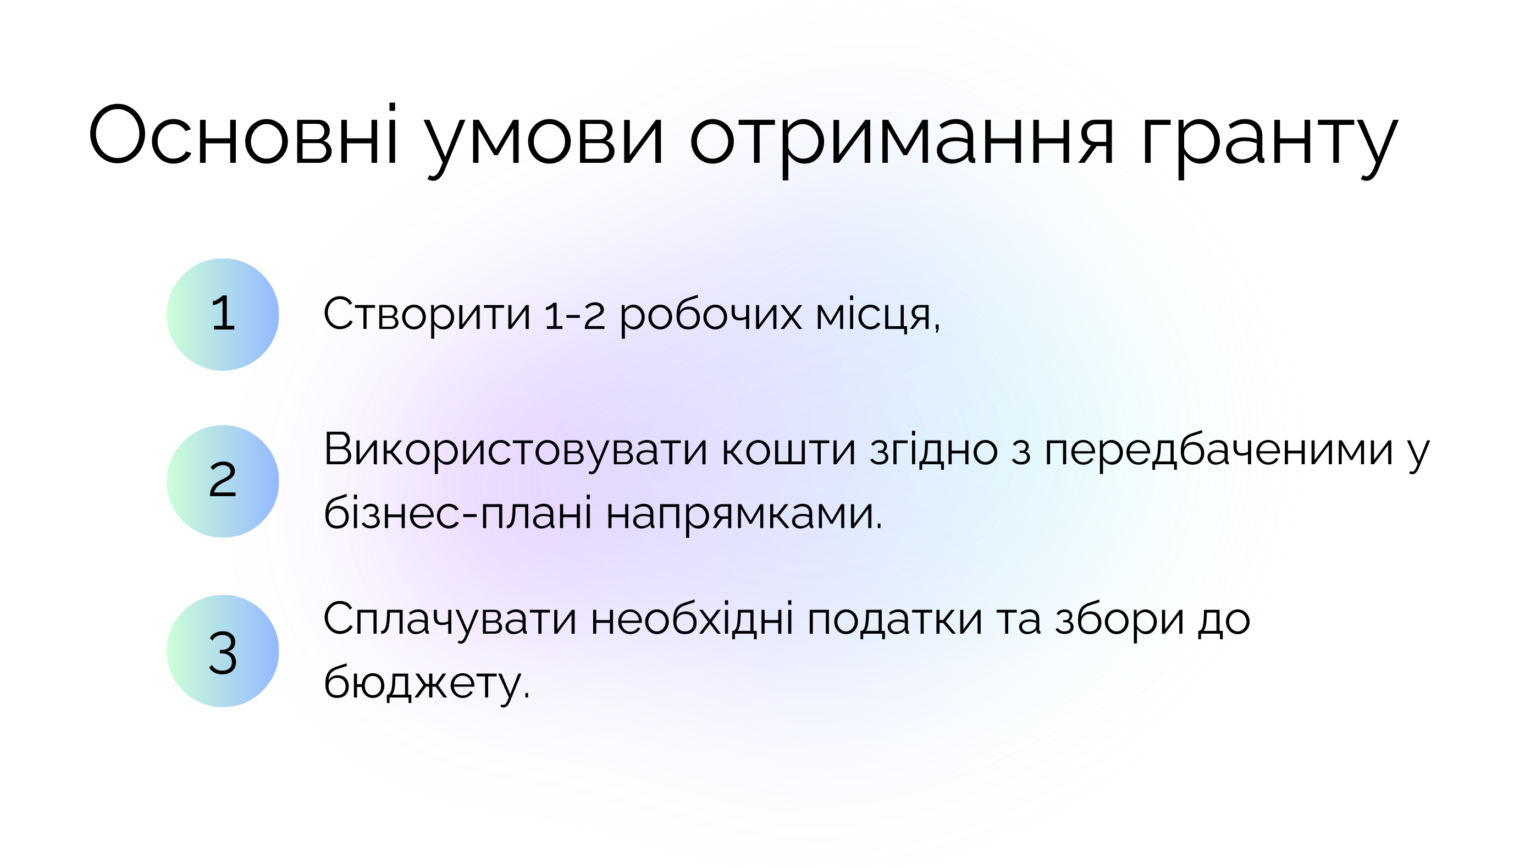 Основні умови отримання гранту
1
Створити 1-2 робочих місця,
2
Використовувати кошти згідно з передбаченими у
бізнес-плані напрямками.
3
Сплачувати необхідні податки та збори до
бюджету.